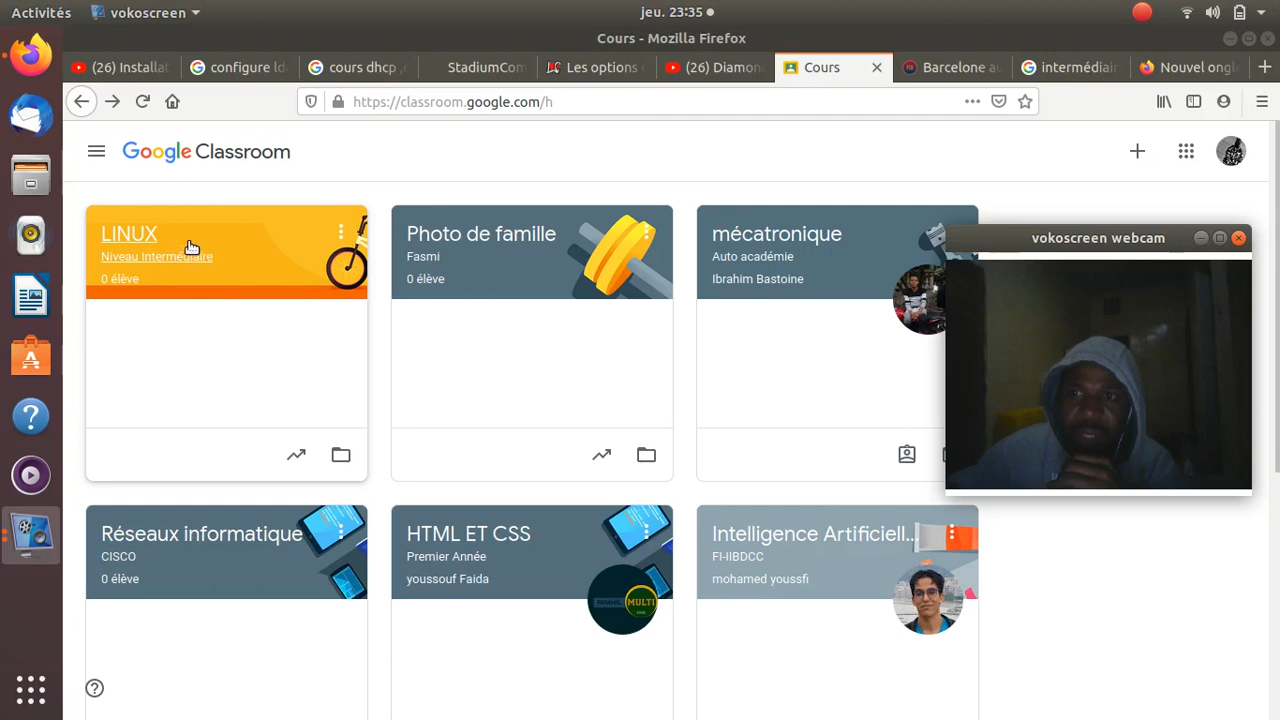 Activités
vokoscreen
jeu. 23:35
Cours - Mozilla Firefox
(26) Installat
configure ld
cours dhcp ,c
StadiumCom
Les options
(26) Diamon
Cours
Barcelone au
intermédiair
Nouvel ongl
https://classroom.google.com/h
Google Classroom
LINUX
Niveau Intermédiaire
0 élève
Photo de famille
Fasmi
0 élève
mécatronique
Auto académie
Ibrahim Bastoine
vokoscreen webcam
Réseaux informatique
CISCO
0 élève
HTML ET CSS
Premier Année
youssouf Faida
MULTI
Intelligence Artificiell...
FI-IIBDCC
mohamed youssfi